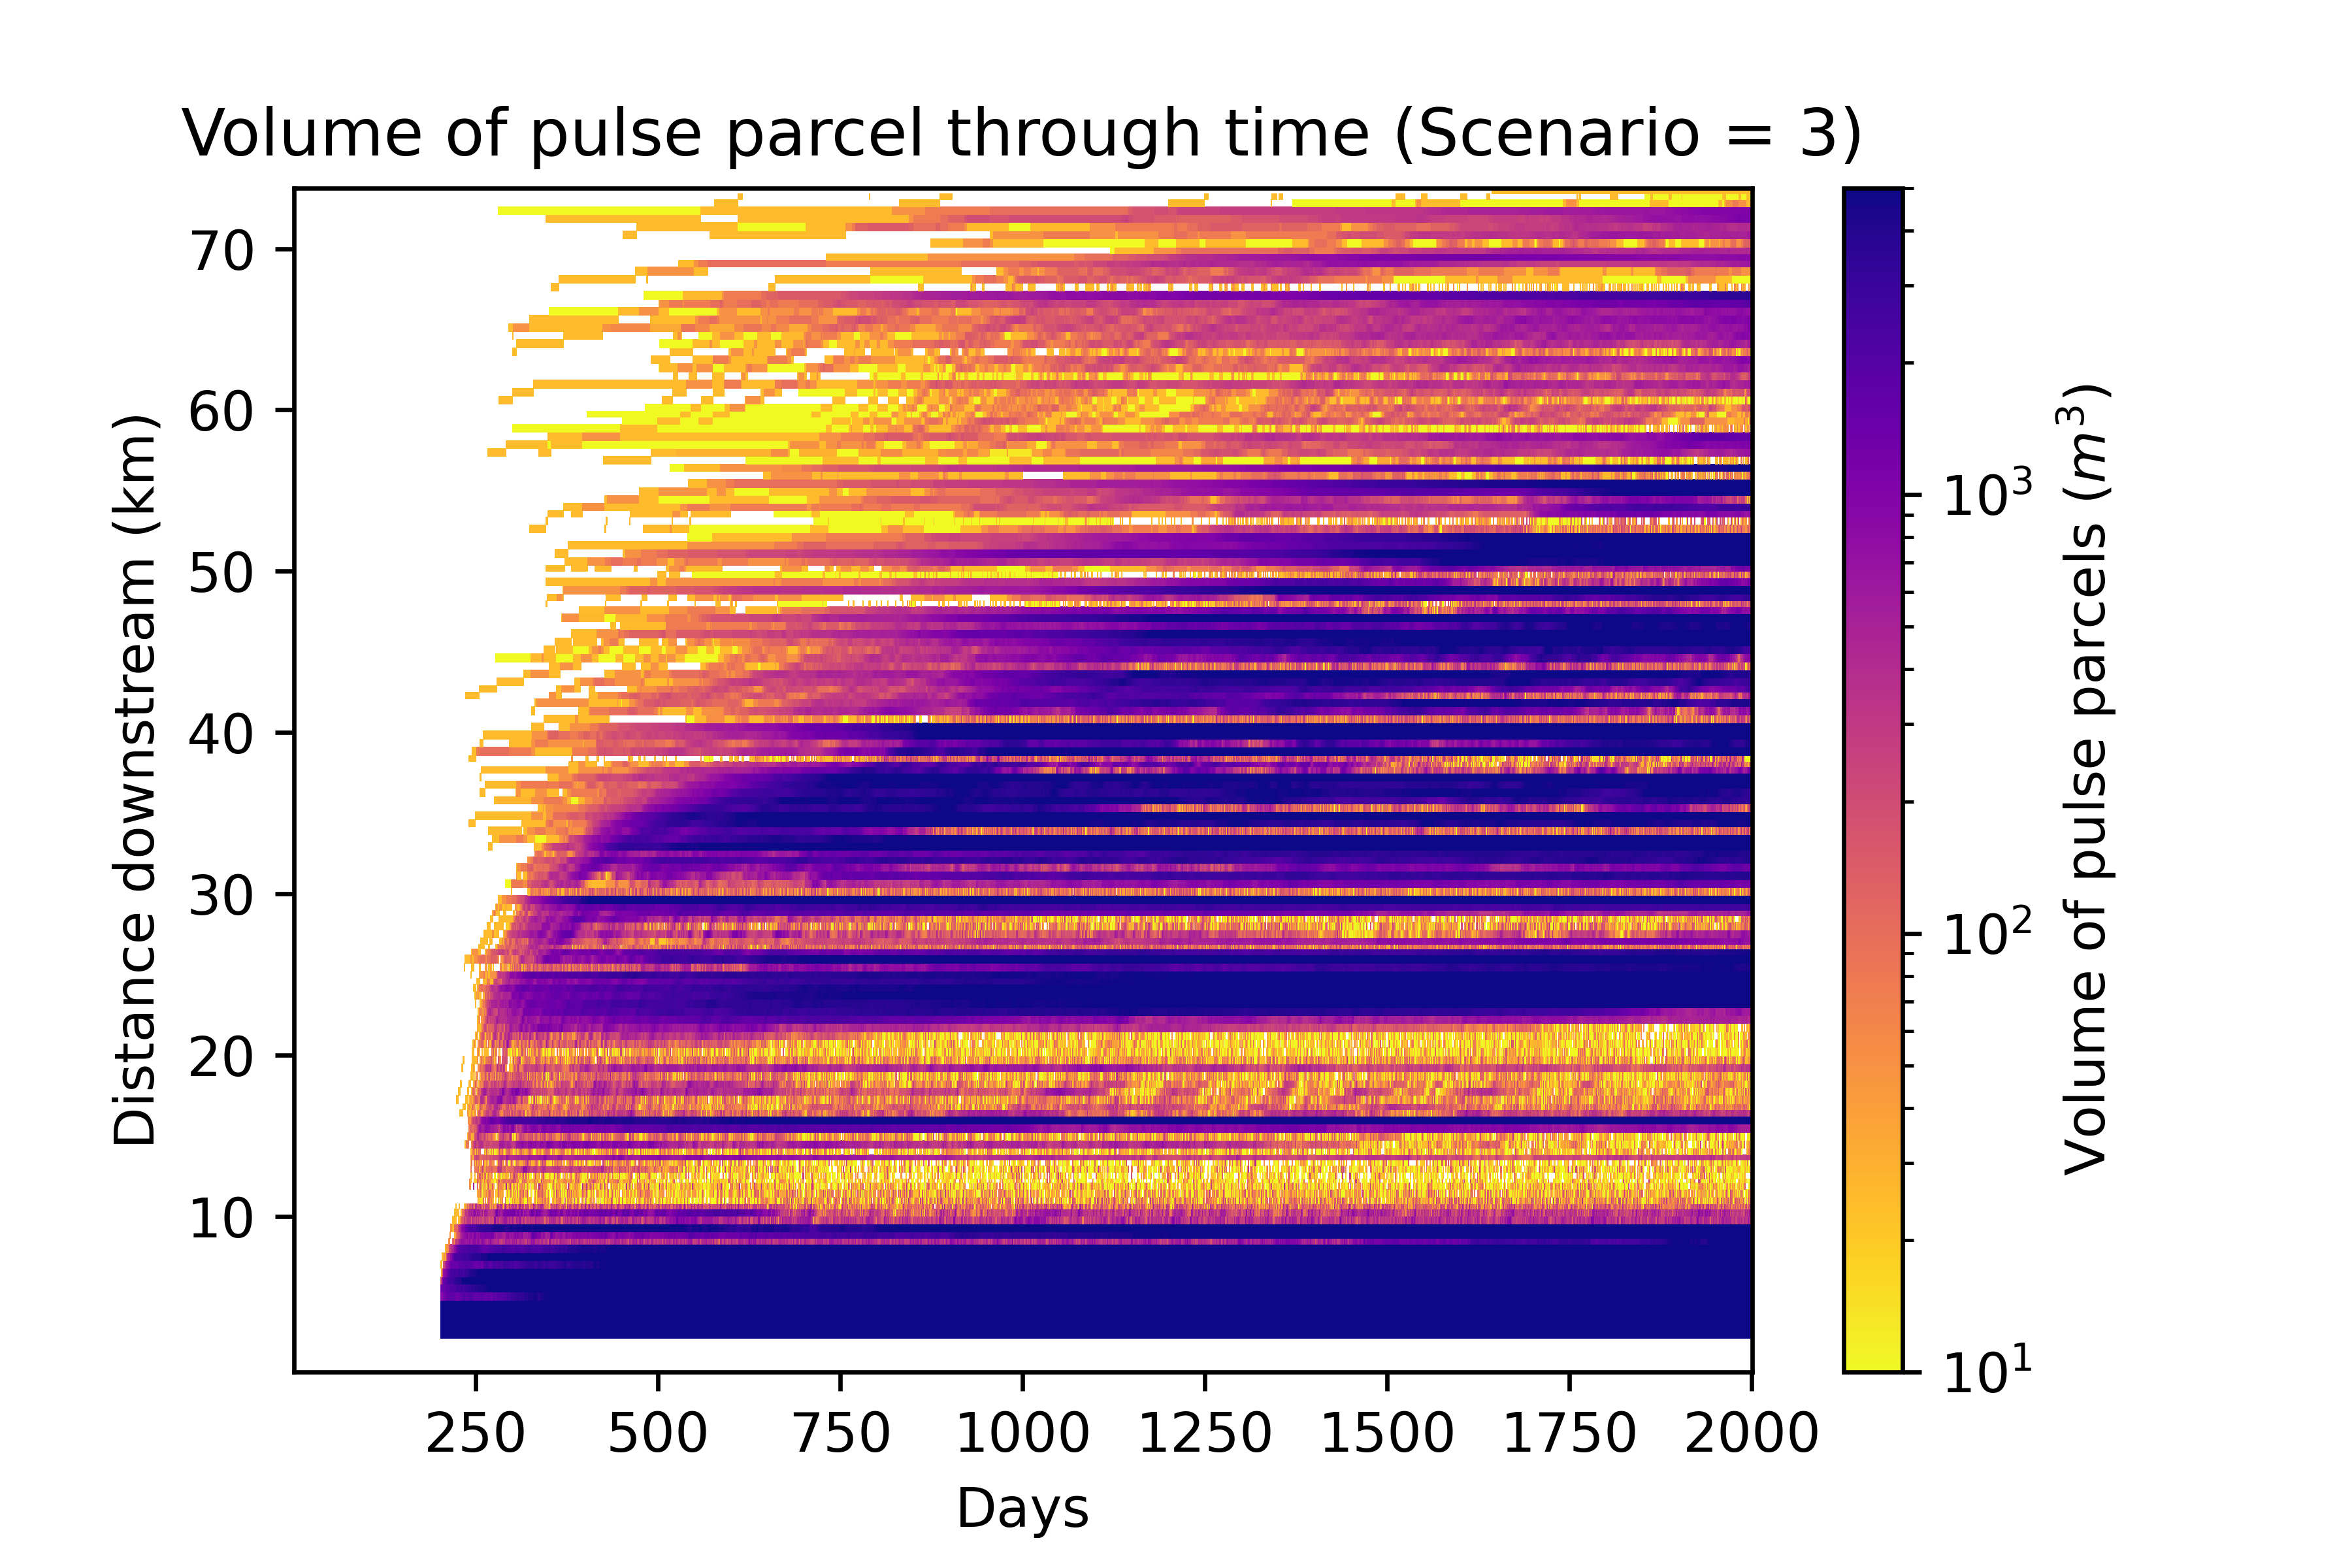 Volume of pulse parcel through time (Scenario = 3)
70
60
50
40
30
20
10
Distance downstream (km)
250 500 750 1000 1250 1500 1750 2000
Days
10³
10²
10¹
Volume of pulse parcels (m³)